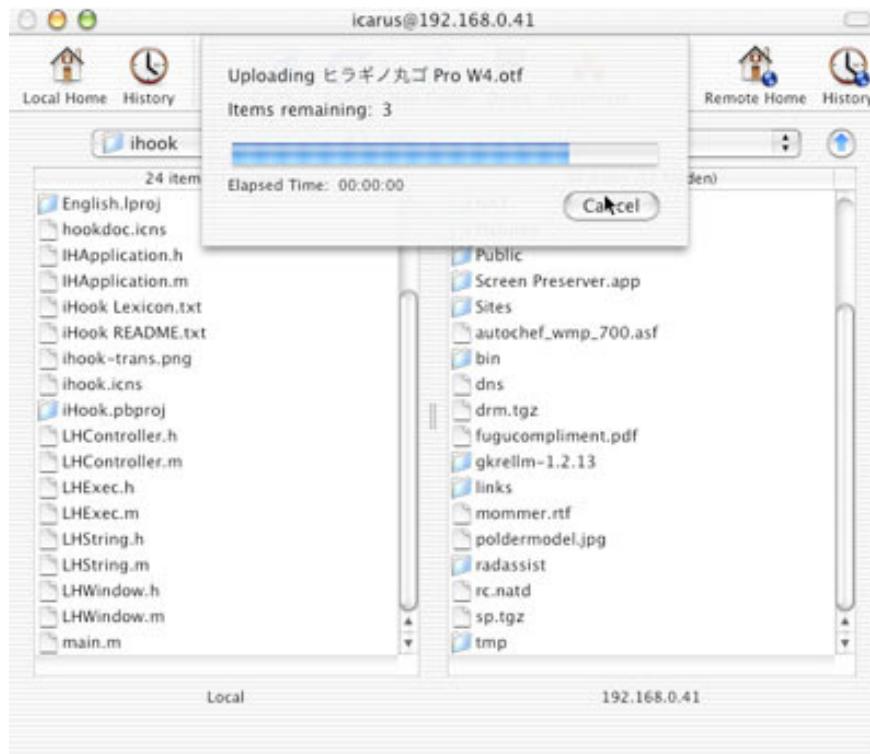 icarus@192.168.0.41
Local Home
History
Uploading ヒラギノ丸ゴ Pro W4.otf
Items remaining: 3
Elapsed Time: 00:00:00
Cancel
Remote Home
History
ihook
24 item
den)
English.lproj
hookdoc.icns
IHApplication.h
IHApplication.m
iHook Lexicon.txt
iHook README.txt
ihook-trans.png
ihook.icns
iHook.pbproj
LHController.h
LHController.m
LHExec.h
LHExec.m
LHString.h
LHString.m
LHWindow.h
LHWindow.m
main.m
Local
Public
Screen Preserver.app
Sites
autochef_wmp_700.asf
bin
dns
drm.tgz
fugucompliment.pdf
gkrellm-1.2.13
links
mommer.rtf
poldermodel.jpg
radassist
rc.natd
sp.tgz
tmp
192.168.0.41